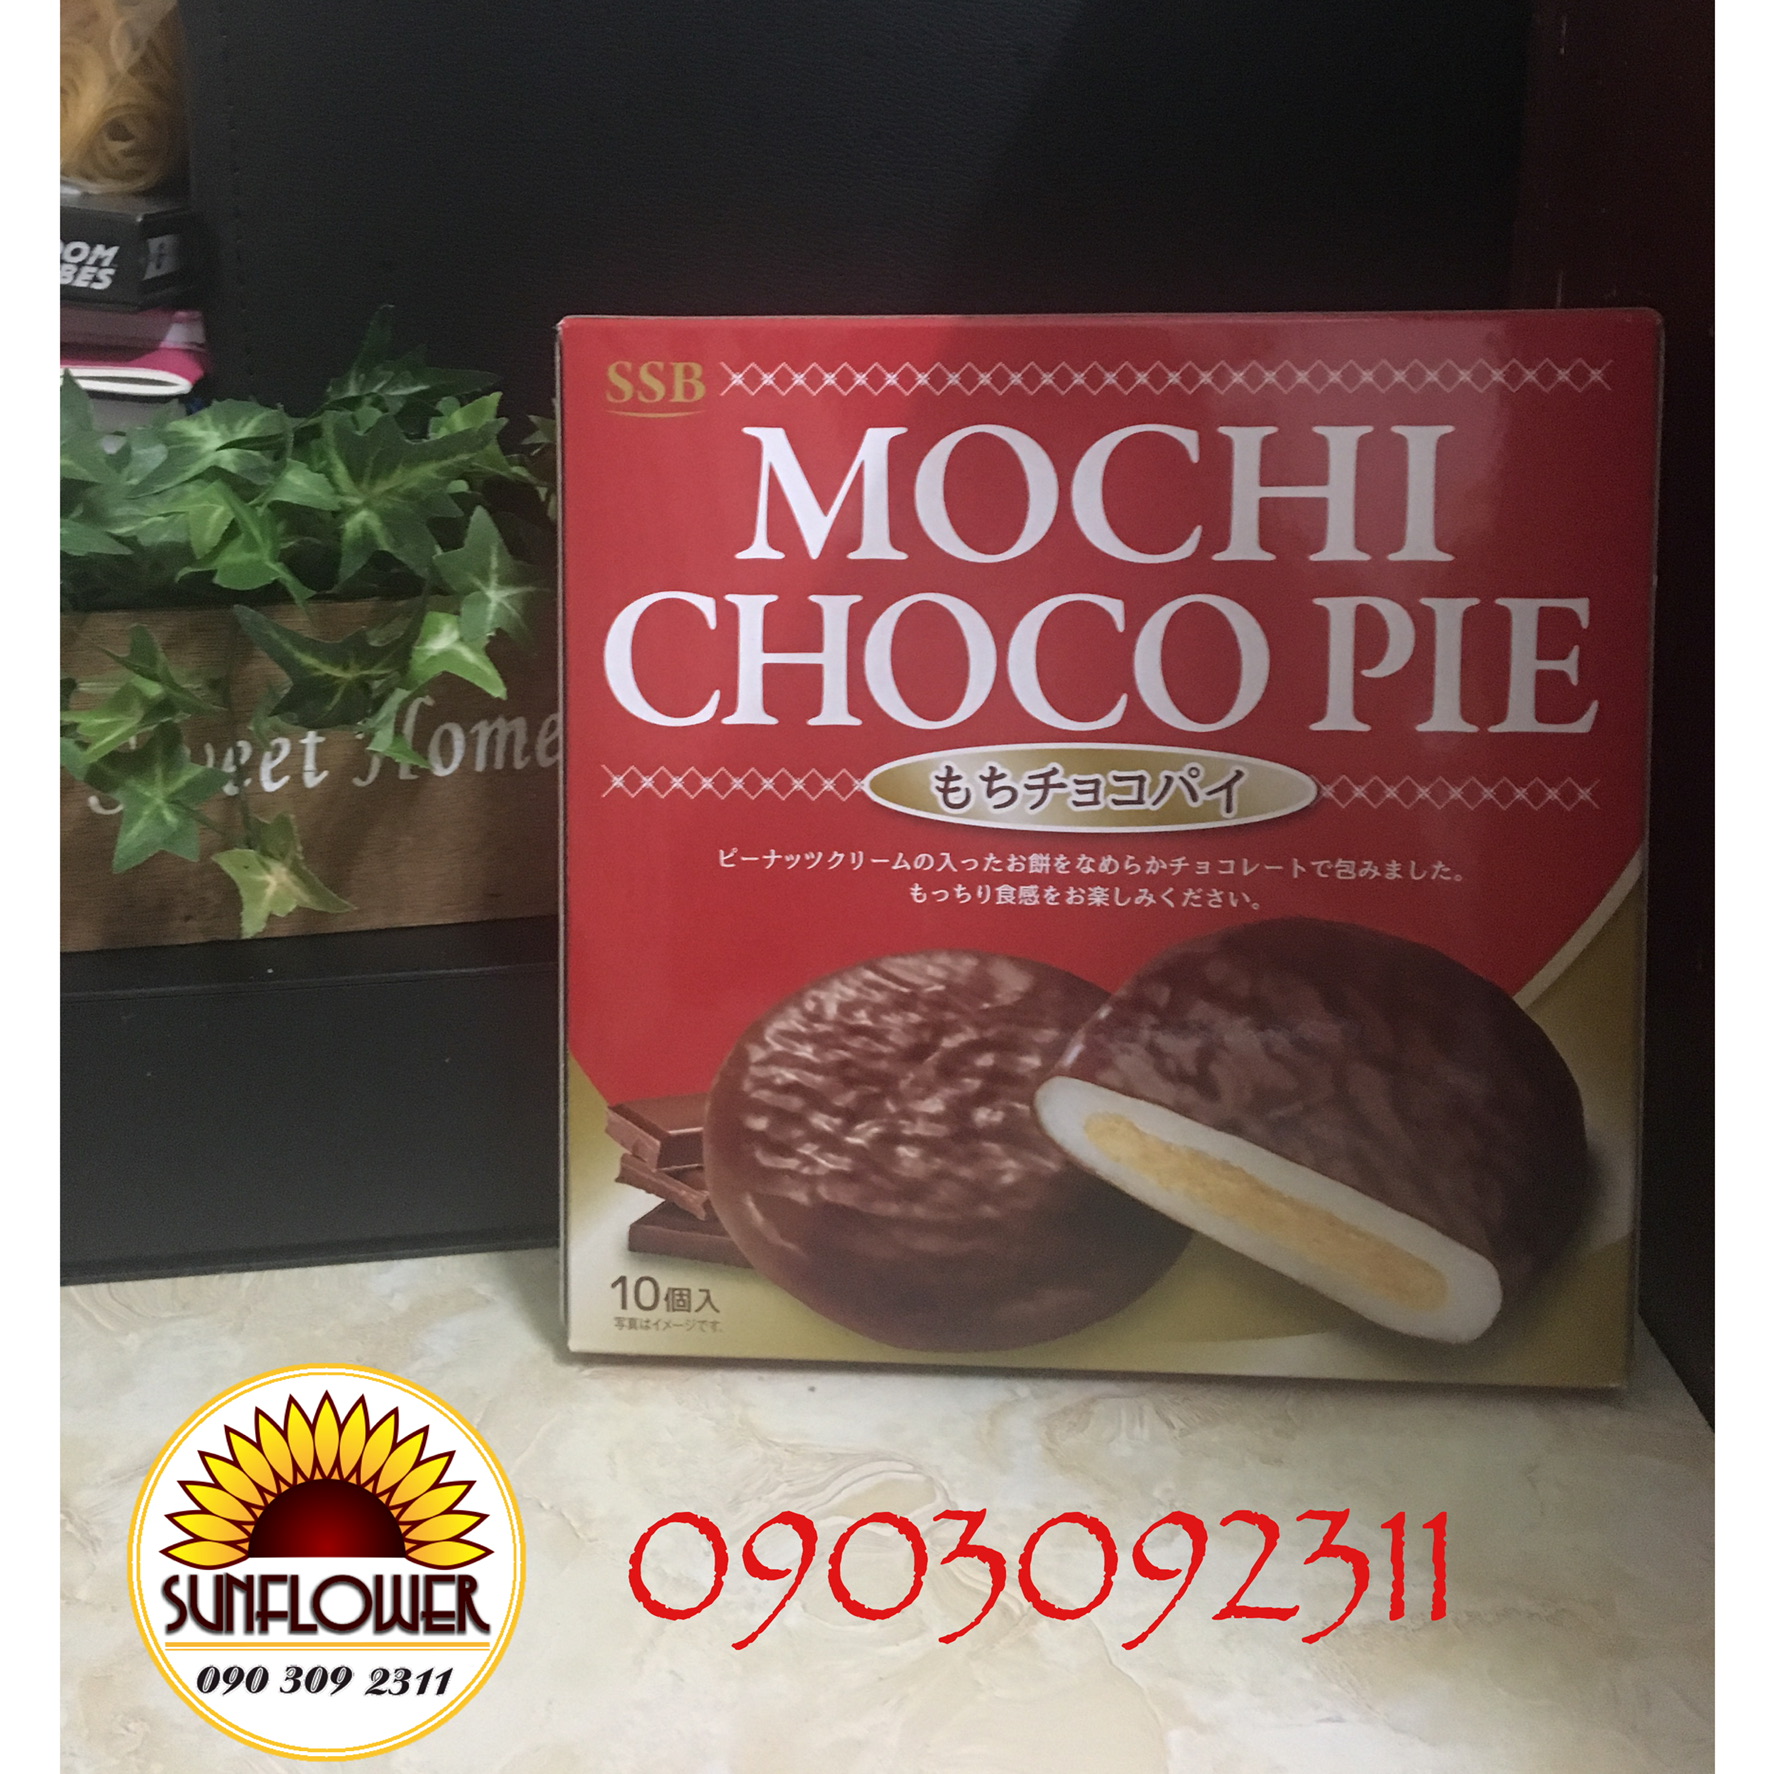 SSB
MOCHI
CHOCO PIE
もちチョコパイ
ピーナッツクリームの入ったお餅をなめらかチョコレートで包みました。
もっちり食感をお楽しみください。
10個入
写真はイメージです。
Sweet Home
SUNFLOWER
090 309 2311
0903092311